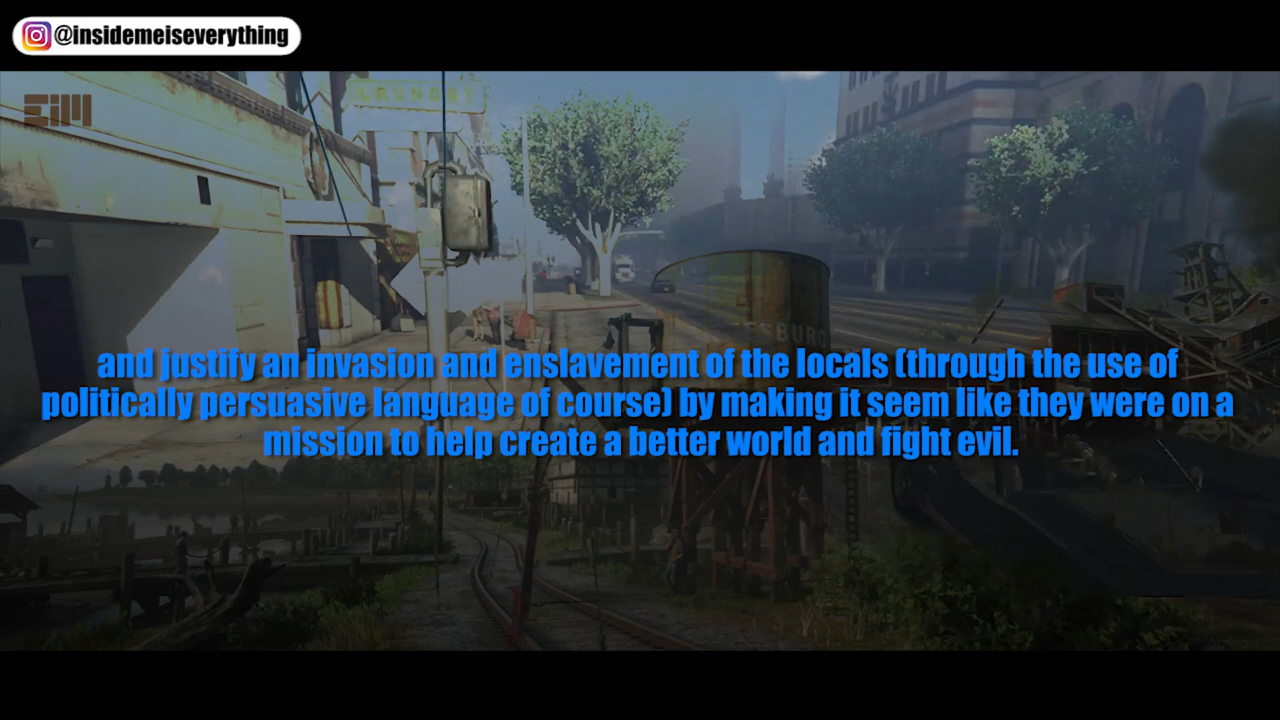 @insidemeiseverything
EiM
and justify an invasion and enslavement of the locals (through the use of
politically persuasive language of course) by making it seem like they were on a
mission to help create a better world and fight evil.